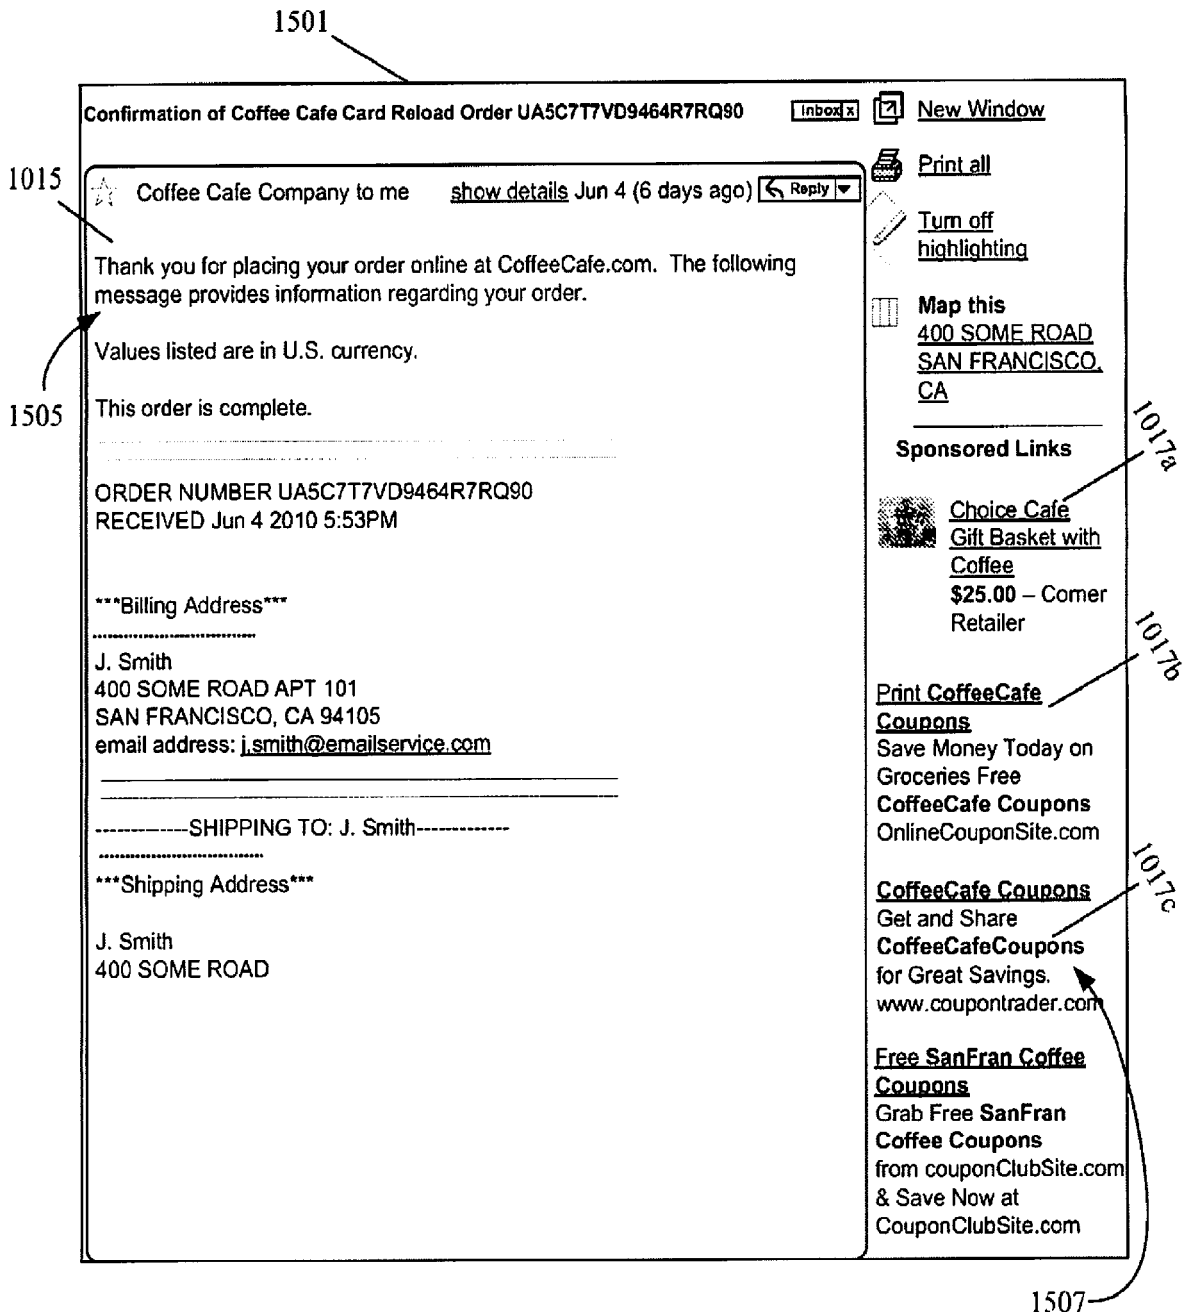 1501
Confirmation of Coffee Cafe Card Reload Order UA5C7T7VD9464R7RQ90
Inbox x
1015
Coffee Cafe Company to me show details Jun 4 (6 days ago) Reply
Thank you for placing your order online at CoffeeCafe.com. The following
message provides information regarding your order.
1505
Values listed are in U.S. currency.
This order is complete.
ORDER NUMBER UA5C7T7VD9464R7RQ90
RECEIVED Jun 4 2010 5:53PM
***Billing Address***
J. Smith
400 SOME ROAD APT 101
SAN FRANCISCO, CA 94105
email address: j.smith@emailservice.com
------------SHIPPING TO: J. Smith------------
***Shipping Address***
J. Smith
400 SOME ROAD
New Window
Print all
Turn off
highlighting
Map this
400 SOME ROAD
SAN FRANCISCO,
CA
Sponsored Links
1017a
Choice Cafe
Gift Basket with
Coffee
$25.00 – Corner
Retailer
1017b
Print CoffeeCafe
Coupons
Save Money Today on
Groceries Free
CoffeeCafe Coupons
OnlineCouponSite.com
1017c
CoffeeCafe Coupons
Get and Share
CoffeeCafeCoupons
for Great Savings.
www.coupontrader.com
Free SanFran Coffee
Coupons
Grab Free SanFran
Coffee Coupons
from couponClubSite.com
& Save Now at
CouponClubSite.com
1507